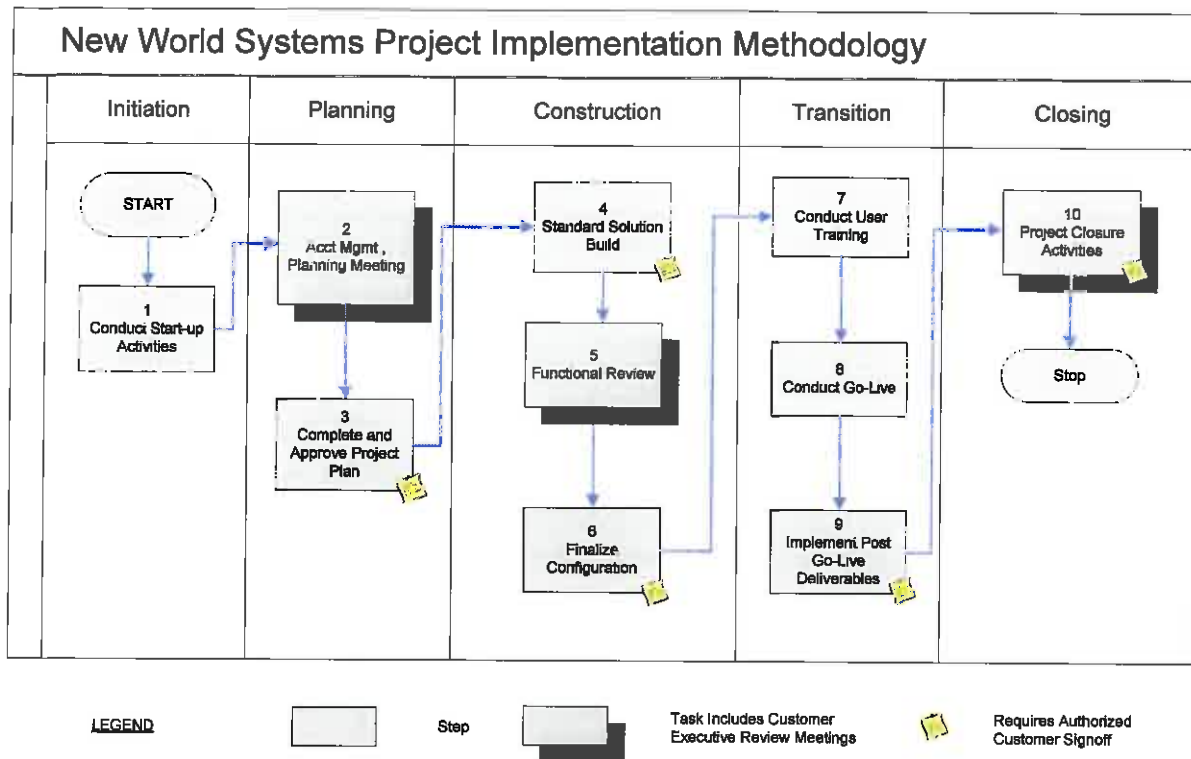 New World Systems Project Implementation Methodology
Initiation
Planning
Construction
Transition
Closing
START
1
Conduct Start-up
Activities
2
Acct Mgmt ,
Planning Meeting
3
Complete and
Approve Project
Plan
4
Standard Solution
Build
5
Functional Review
6
Finalize
Configuration
7
Conduct User
Training
8
Conduct Go-Live
9
Implement Post
Go-Live
Deliverables
10
Project Closure
Activities
Stop
LEGEND
Step
Task Includes Customer
Executive Review Meetings
Requires Authorized
Customer Signoff